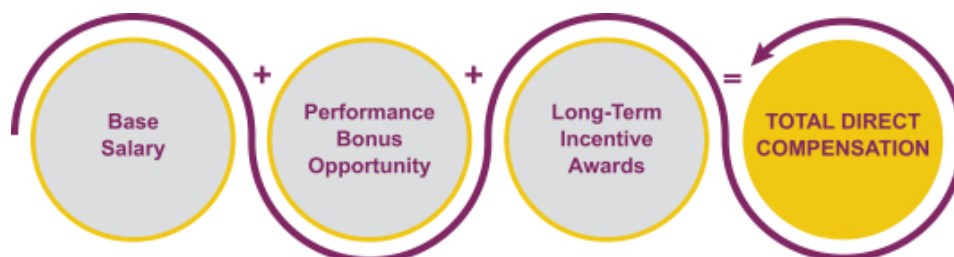 Base
Salary
+
Performance
Bonus
Opportunity
+
Long-Term
Incentive
Awards
=
TOTAL DIRECT
COMPENSATION